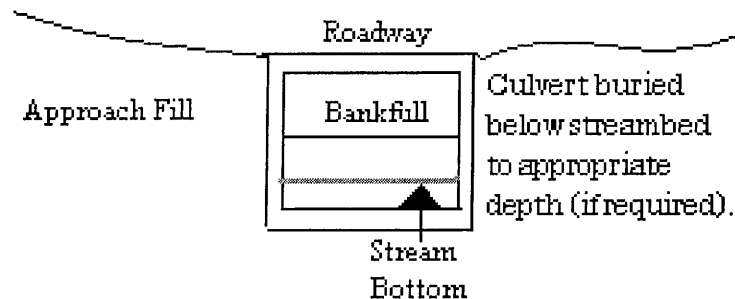 Roadway
Approach Fill
Bankfull
Culvert buried
below streambed
to appropriate
depth (if required).
Stream
Bottom